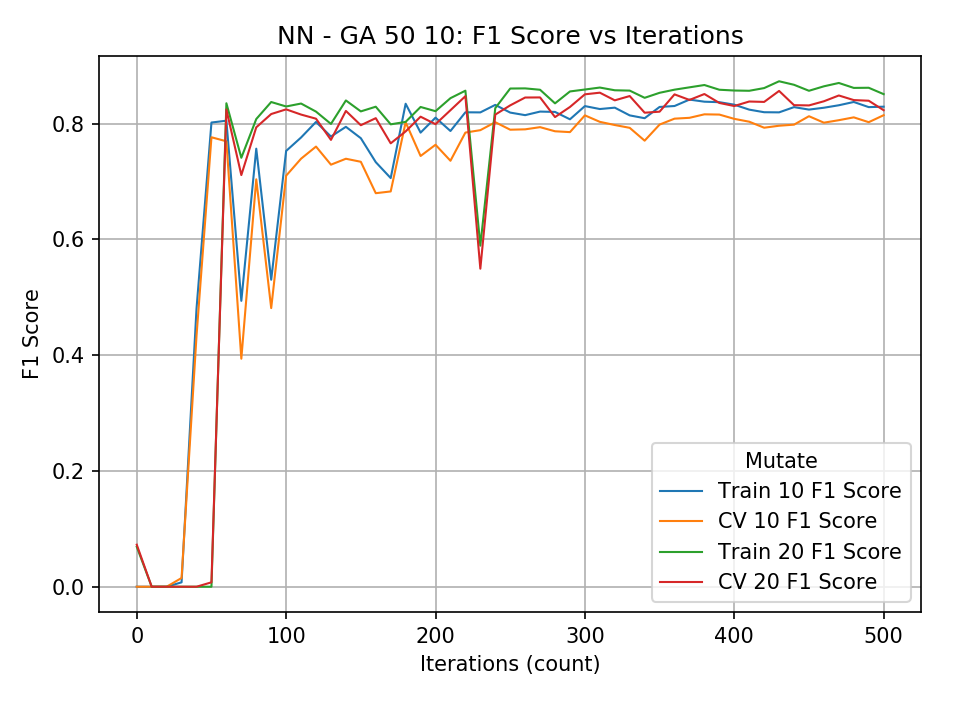 NN - GA 50 10: F1 Score vs Iterations
F1 Score
0.8
0.6
0.4
0.2
0.0
0 100 200 300 400 500
Iterations (count)
Mutate
Train 10 F1 Score
CV 10 F1 Score
Train 20 F1 Score
CV 20 F1 Score